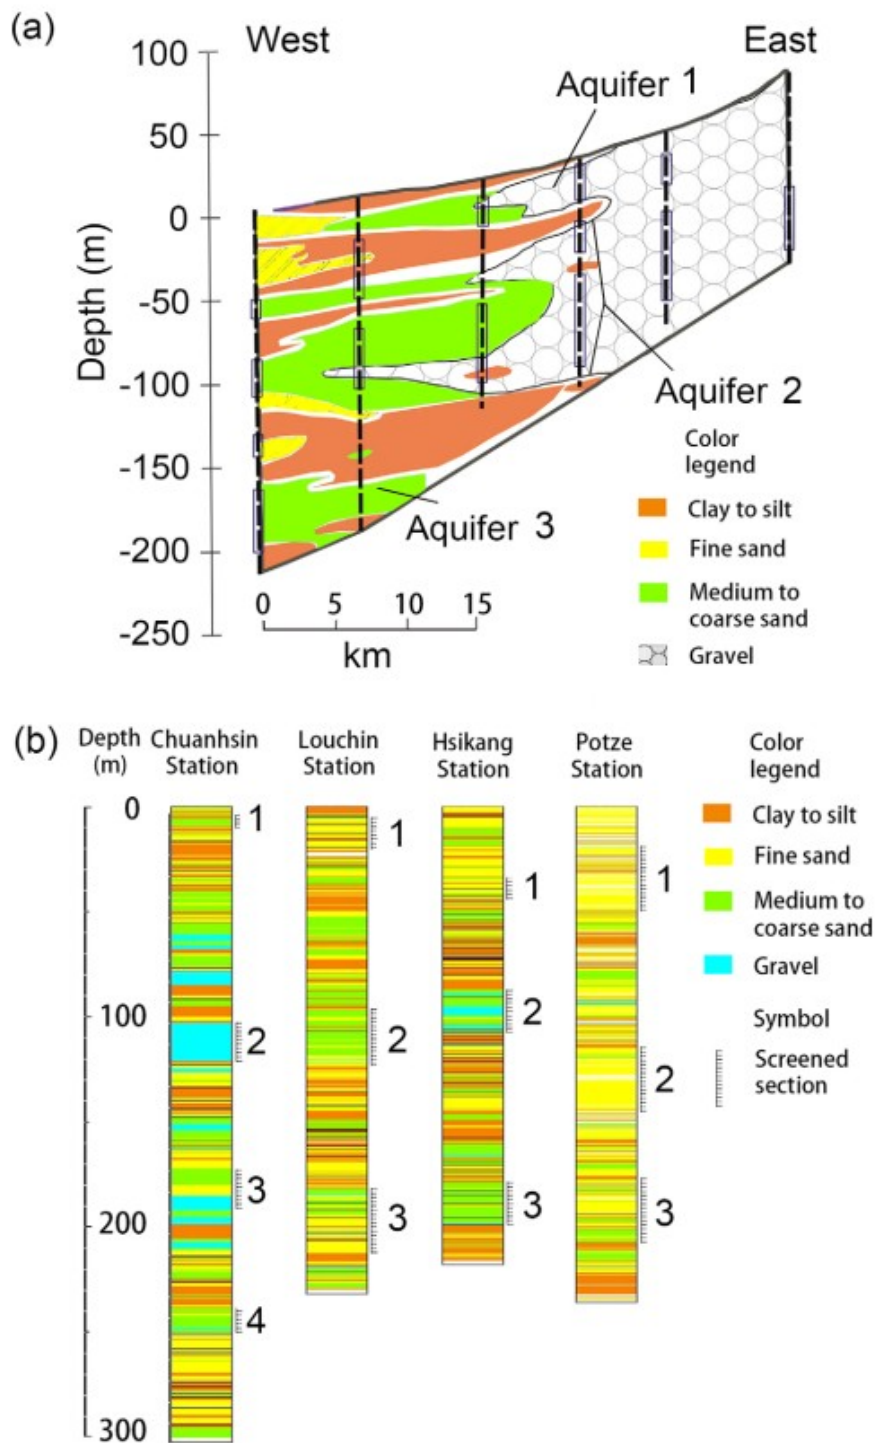 (a)
West
East
100
50
0
-50
-100
-150
-200
-250
Depth (m)
Aquifer 1
Aquifer 2
Aquifer 3
0 5 10 15
km
Color
legend
Clay to silt
Fine sand
Medium to
coarse sand
Gravel
(b)
Depth
(m)
Chuanhsin
Station
Louchin
Station
Hsikang
Station
Potze
Station
0
100
200
300
1
2
3
4
1
2
3
1
2
3
1
2
3
Color
legend
Clay to silt
Fine sand
Medium to
coarse sand
Gravel
Symbol
Screened
section